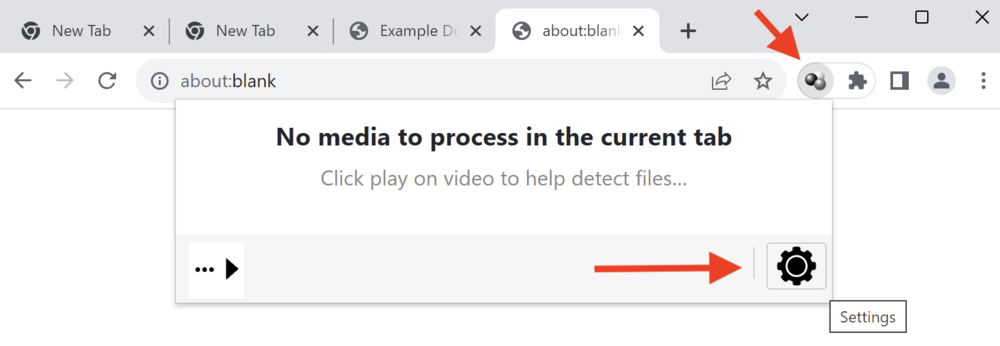 New Tab
New Tab
Example Do
about:blank
about:blank
No media to process in the current tab
Click play on video to help detect files...
Settings